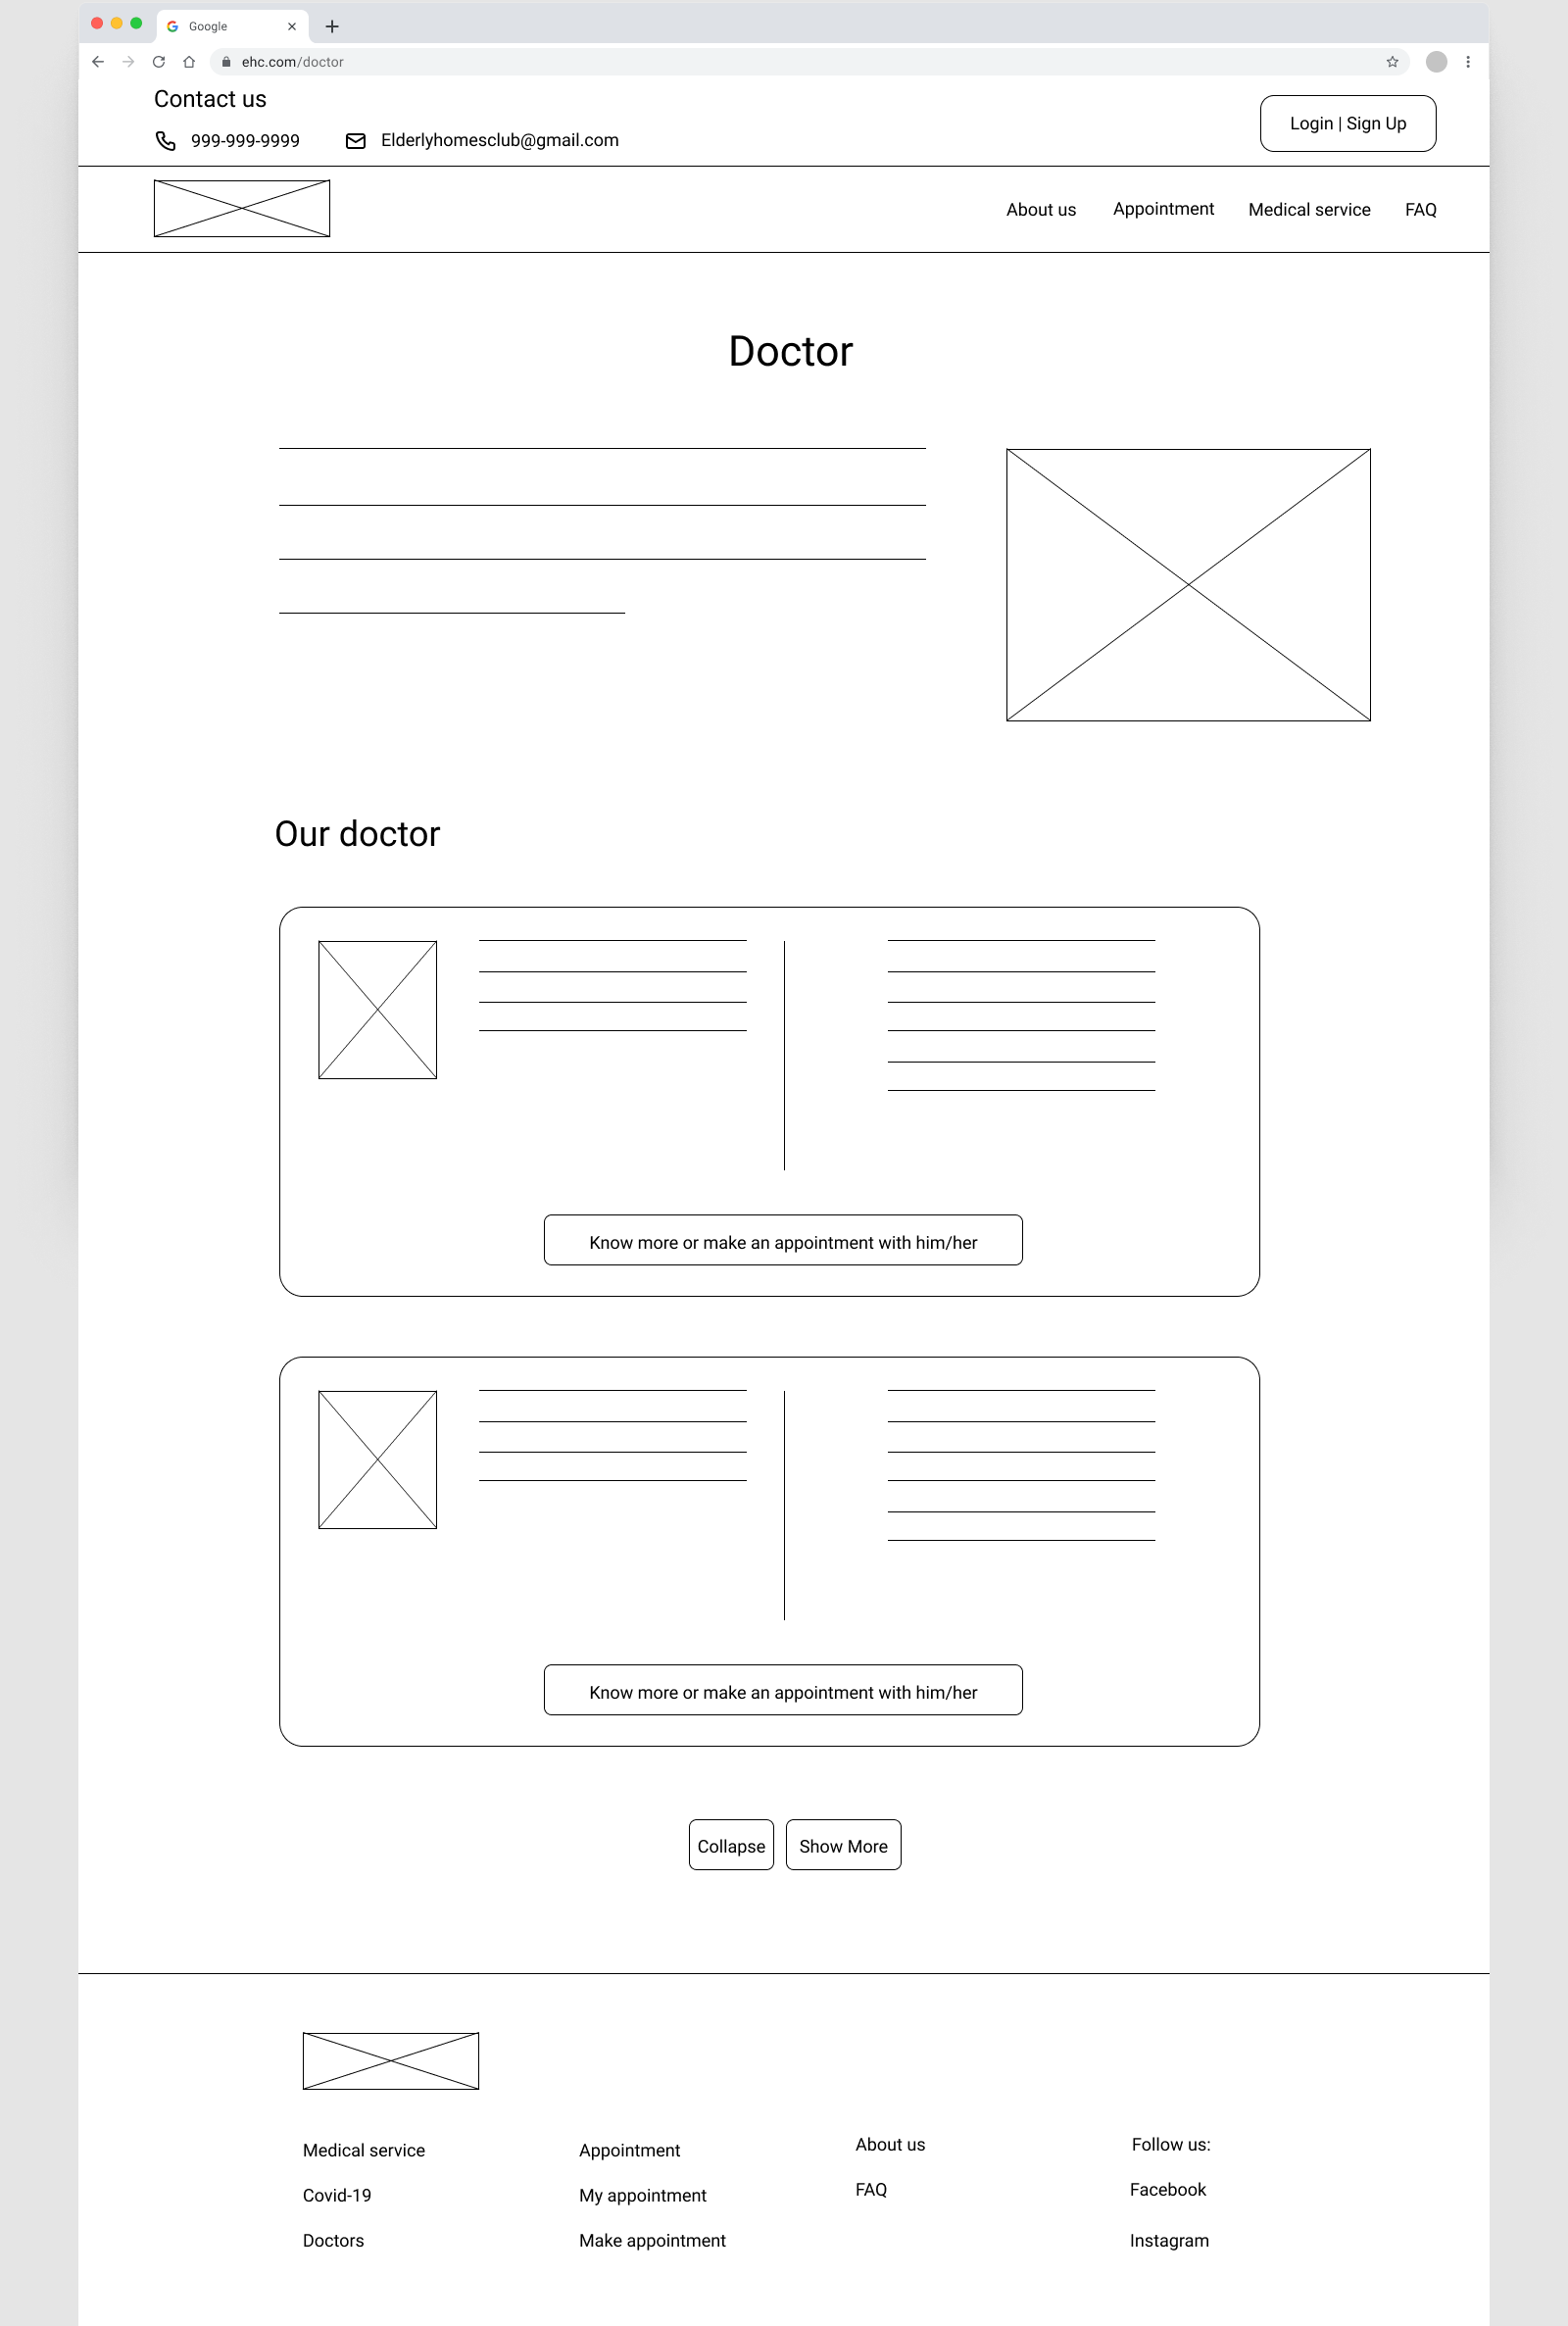 Google
ehc.com/doctor
Contact us
999-999-9999 Elderlyhomesclub@gmail.com
Login | Sign Up
About us Appointment Medical service FAQ
Doctor
Our doctor
Know more or make an appointment with him/her
Know more or make an appointment with him/her
Collapse Show More
Medical service Appointment About us Follow us:
Covid-19 My appointment FAQ Facebook
Doctors Make appointment Instagram